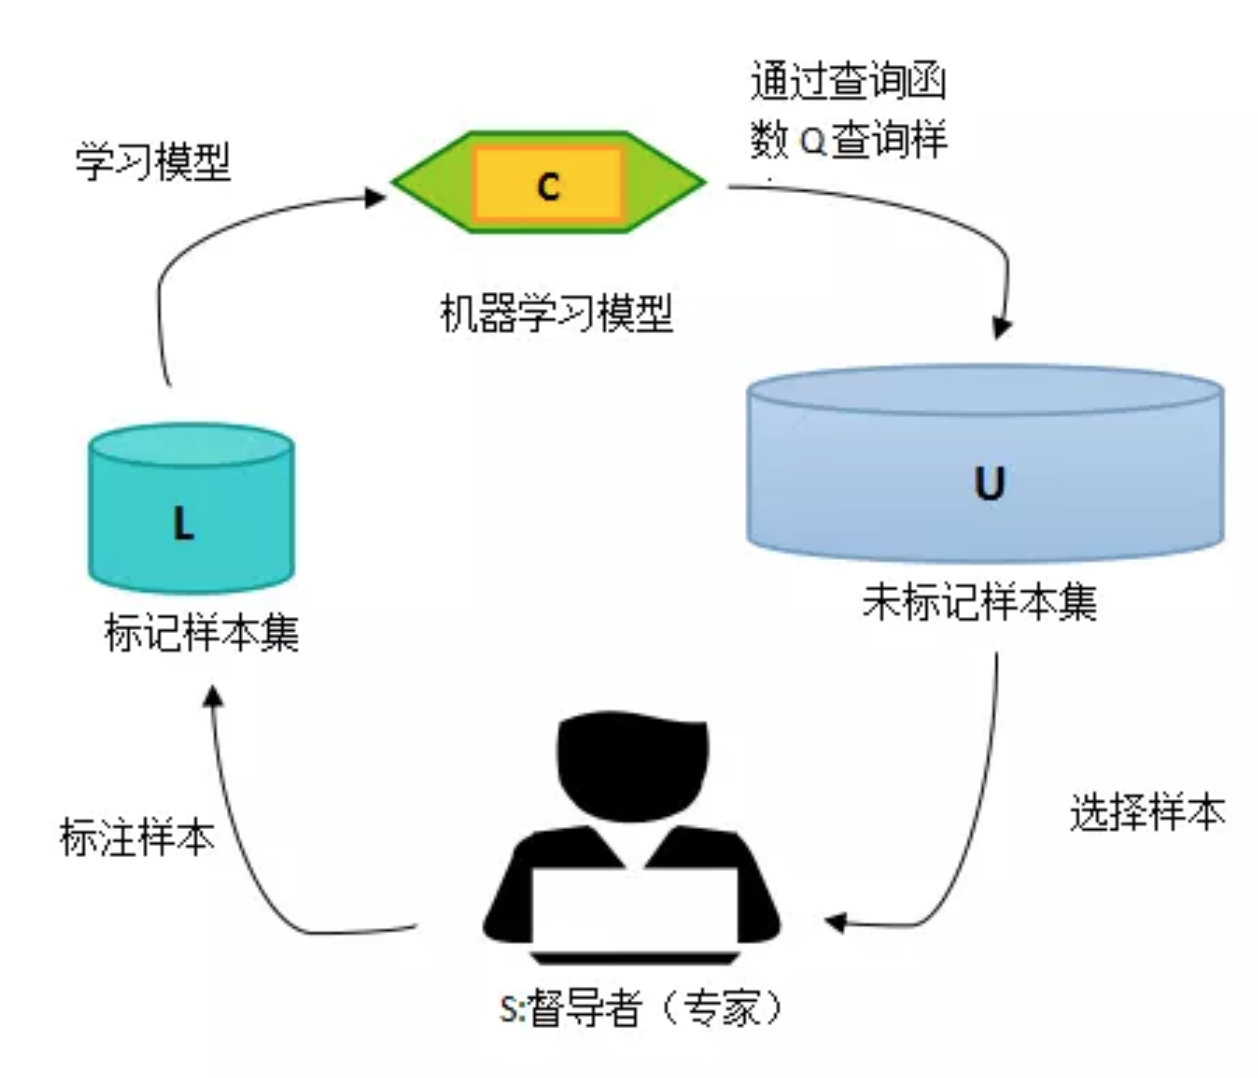 通过查询函
数 Q 查询样
学习模型
C
机器学习模型
U
L
未标记样本集
标记样本集
选择样本
标注样本
S:督导者（专家）